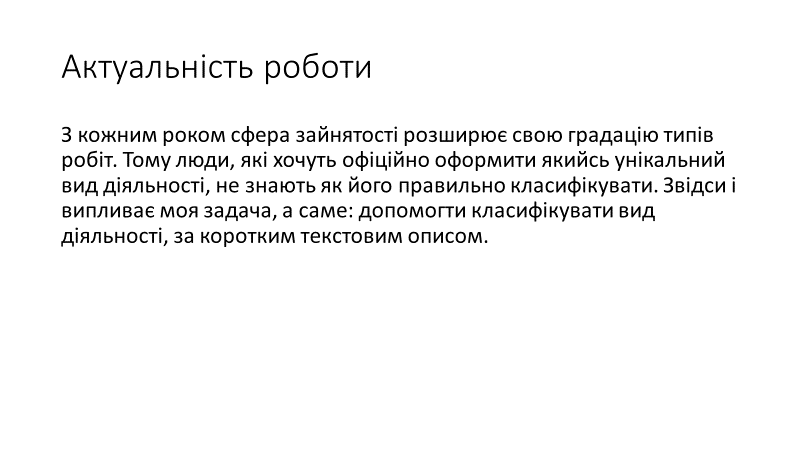 Актуальність роботи
З кожним роком сфера зайнятості розширює свою градацію типів
робіт. Тому люди, які хочуть офіційно оформити якийсь унікальний
вид діяльності, не знають як його правильно класифікувати. Звідси і
випливає моя задача, а саме: допомогти класифікувати вид
діяльності, за коротким текстовим описом.